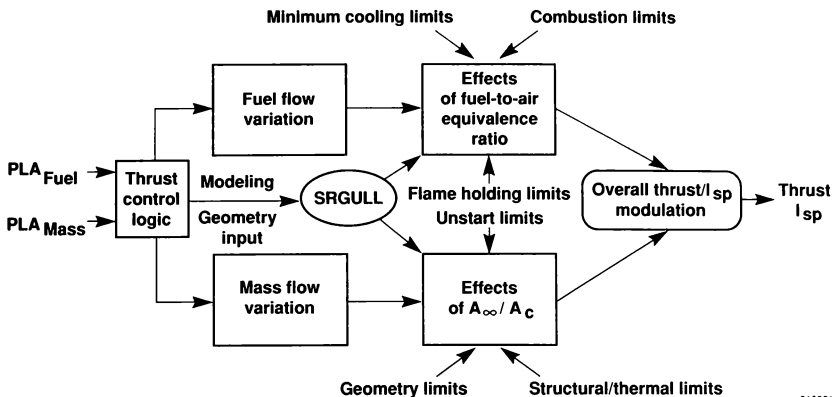 Minimum cooling limits
Combustion limits
Fuel flow
variation
Effects
of fuel-to-air
equivalence
ratio
PLA Fuel
PLA Mass
Thrust
control
logic
Modeling
Geometry
input
SRGULL
Flame holding limits
Unstart limits
Overall thrust/I sp
modulation
Thrust
I sp
Mass flow
variation
Effects
of A∞ / A c
Geometry limits
Structural/thermal limits